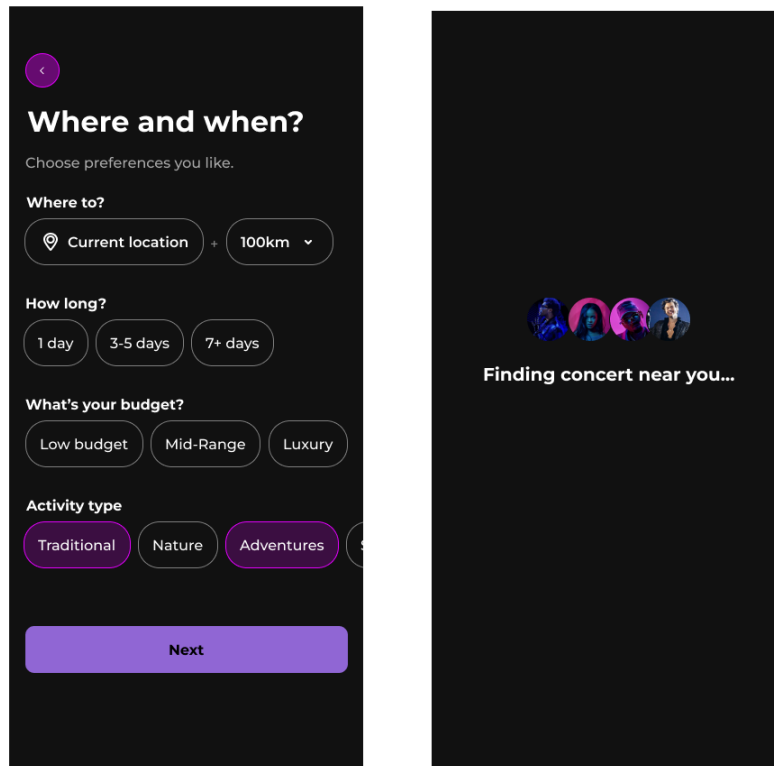 Where and when?
Choose preferences you like.
Where to?
Current location + 100km
How long?
1 day 3-5 days 7+ days
What's your budget?
Low budget Mid-Range Luxury
Activity type
Traditional Nature Adventures
Next
Finding concert near you...